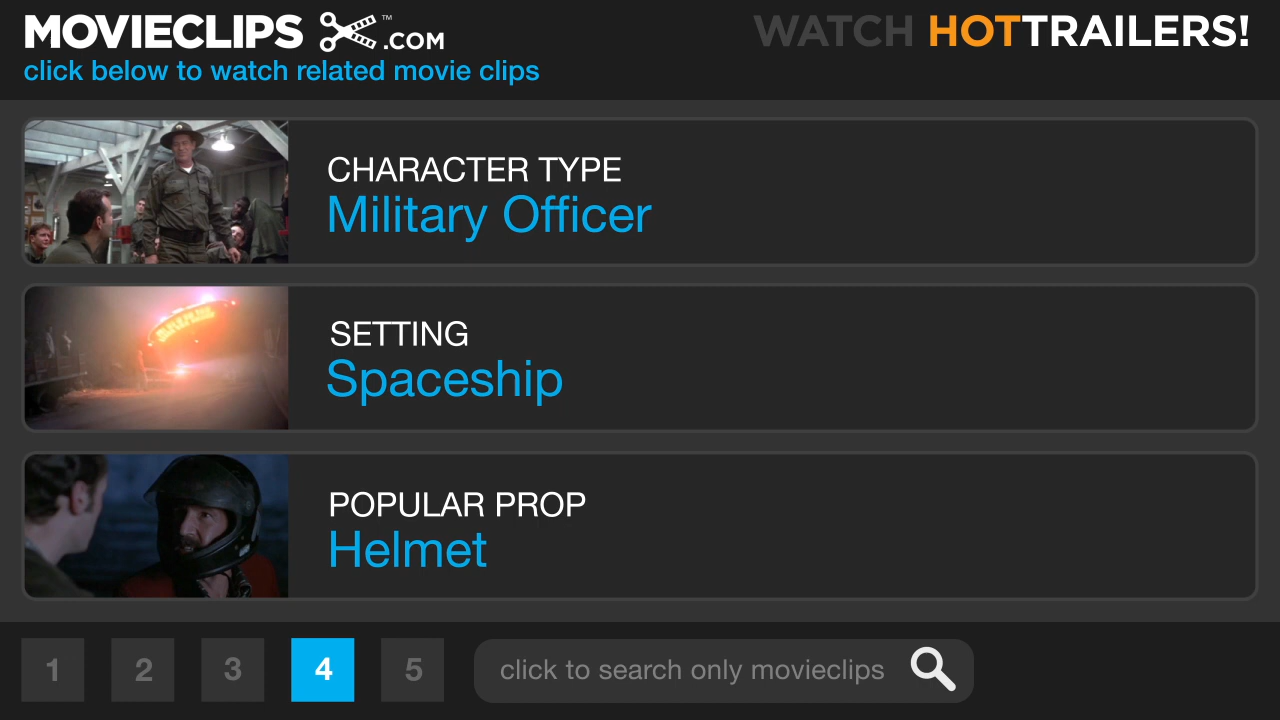 MOVIECLIPS ™ .COM
WATCH HOTTRAILERS!
click below to watch related movie clips
CHARACTER TYPE
Military Officer
SETTING
Spaceship
POPULAR PROP
Helmet
1 2 3 4 5 click to search only movieclips